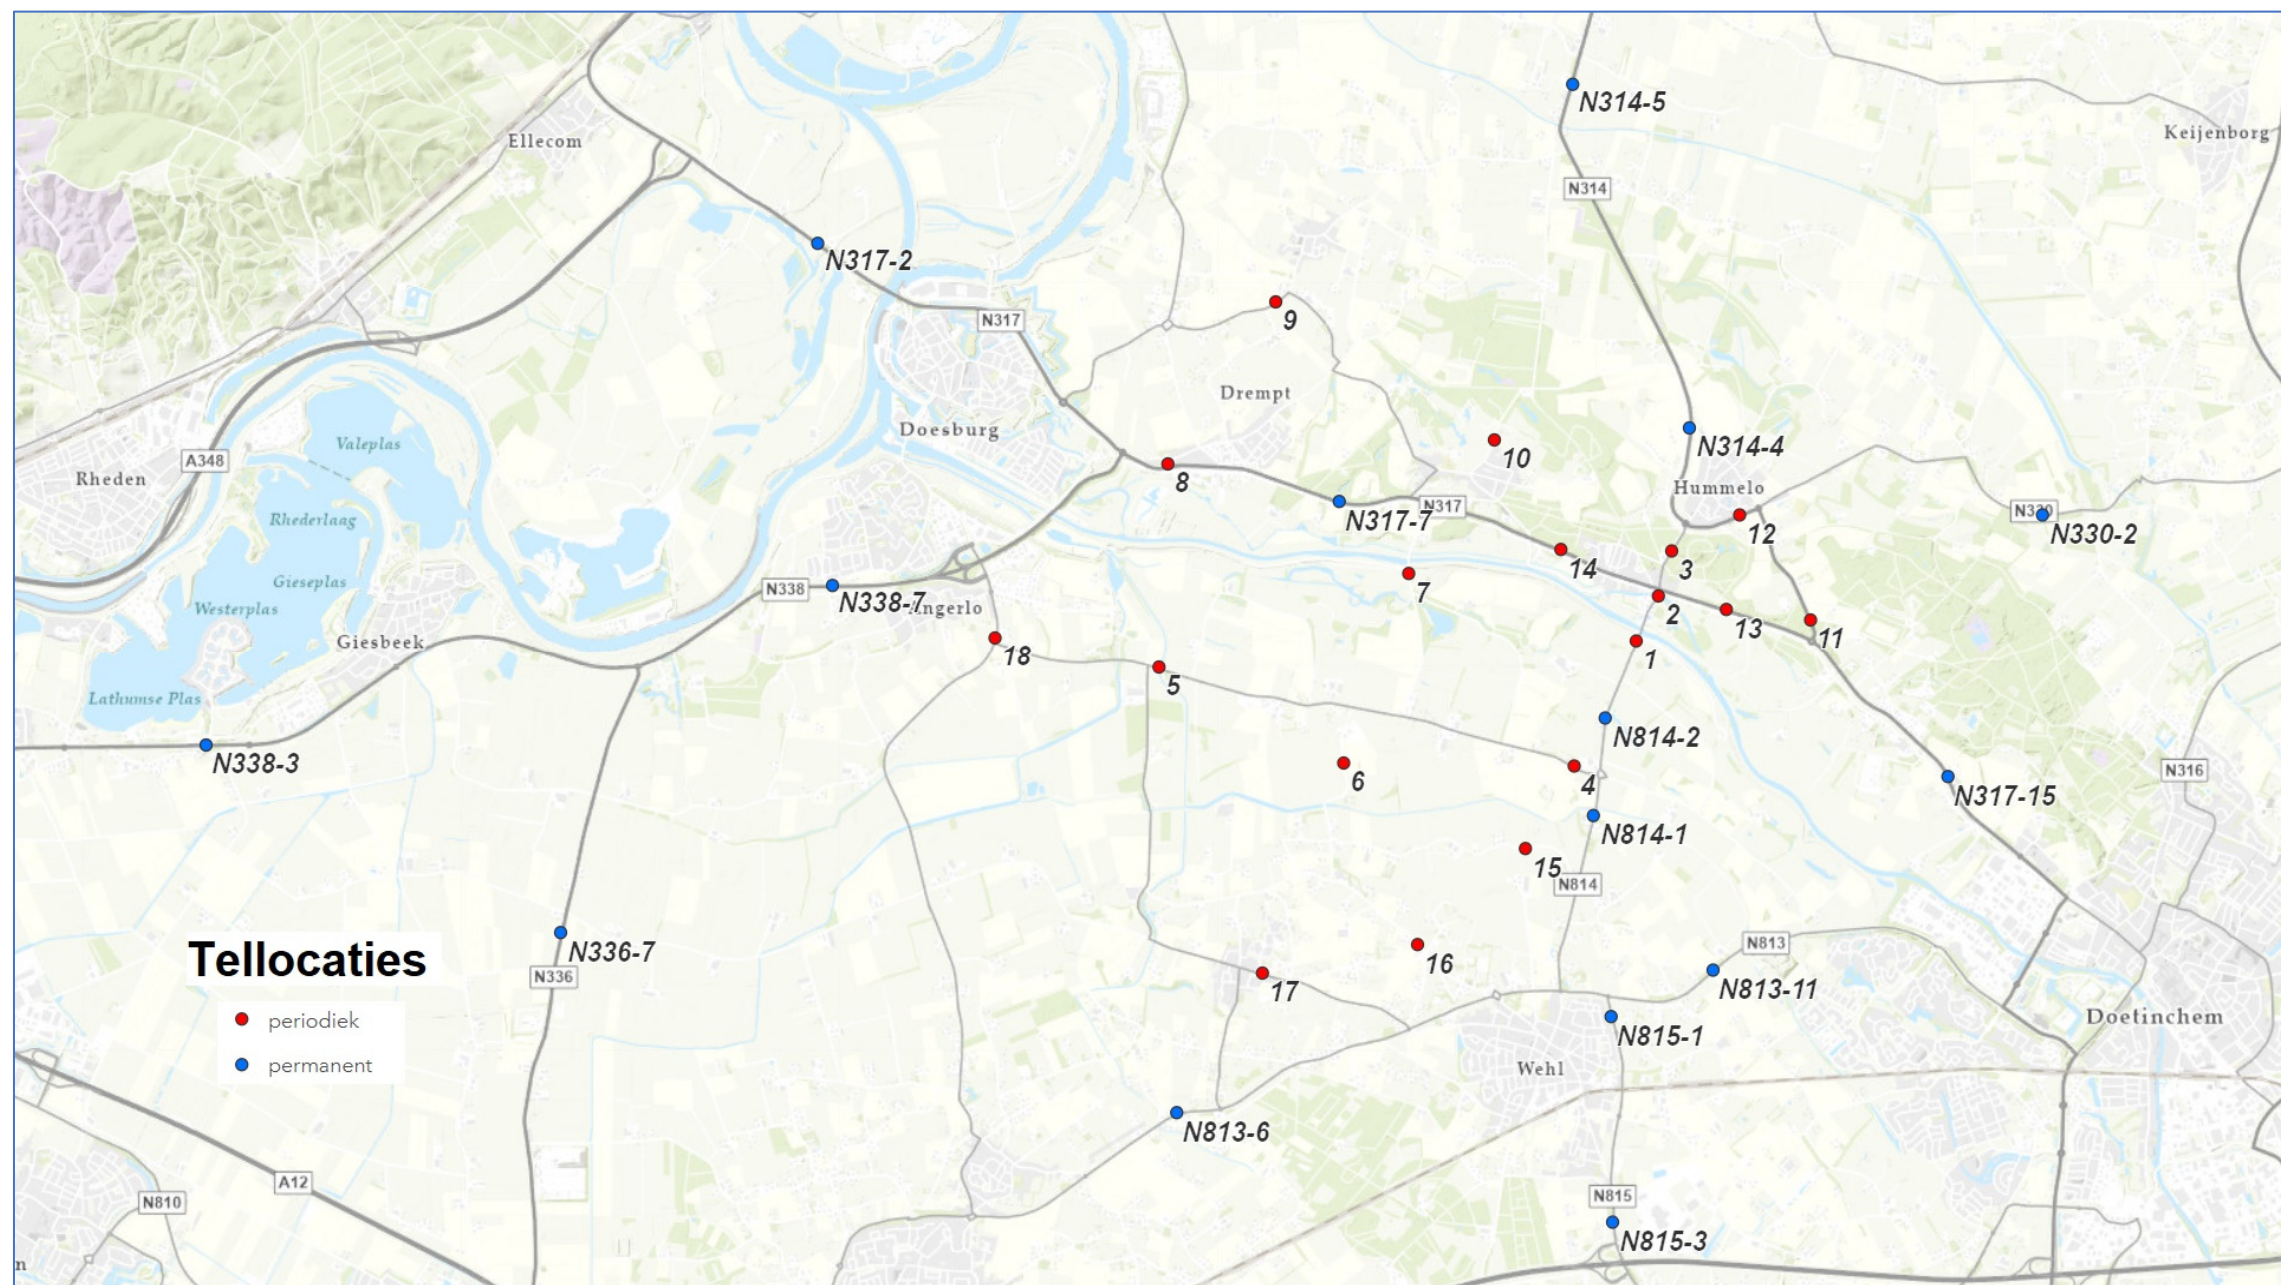 N314-5
Keijenborg
Ellecom
N314
N317-2
N317
9
Drempt
Doesburg
Valeplas
N314-4
10
A348
Rheden
8
Hummelo
Rhederlaag
N317-7
N317
12
N330-2
3
14
Gieseplas
7
N338
N338-7
Westerplas
2
13
11
Giesbeek
18
1
5
Lathumse Plas
N814-2
N338-3
6
4
N316
N317-15
N814-1
15
N814
N336-7
Tellocaties
16
N813
N336
17
N813-11
periodiek
Doetinchem
N815-1
permanent
Wehl
N813-6
A12
N815
N810
N815-3
n